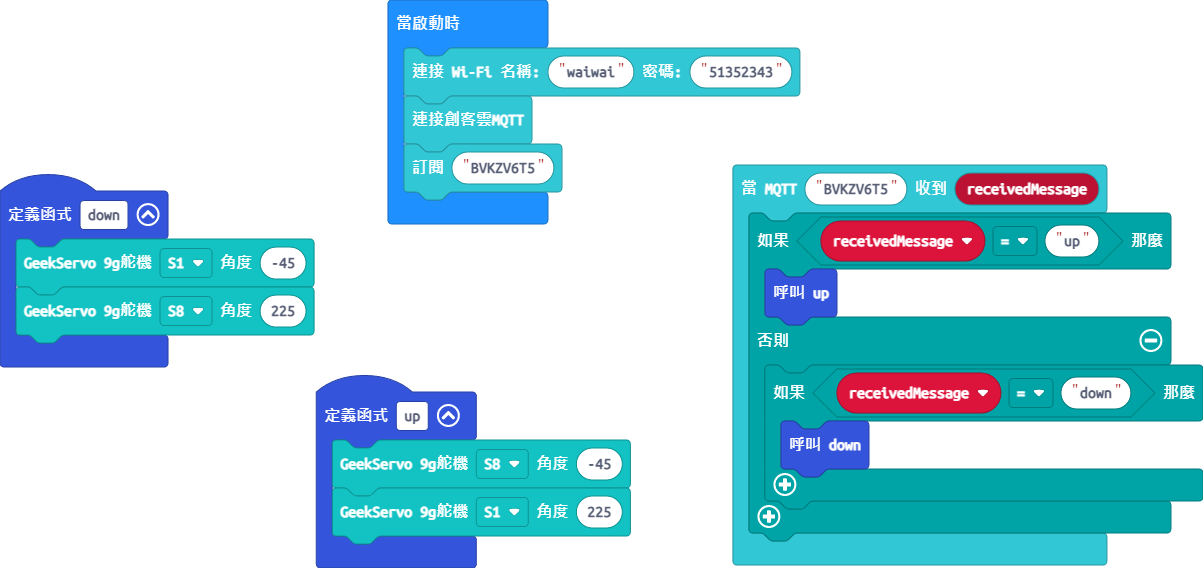 當啟動時
連接 Wi-Fi 名稱: "waiwai" 密碼: "51352343"
連接創客雲MQTT
訂閱 "BVKZV6T5"
定義函式 down
GeekServo 9g舵機 S1 角度 -45
GeekServo 9g舵機 S8 角度 225
定義函式 up
GeekServo 9g舵機 S8 角度 -45
GeekServo 9g舵機 S1 角度 225
當 MQTT "BVKZV6T5" 收到 receivedMessage
如果 receivedMessage = "up" 那麼
呼叫 up
否則
如果 receivedMessage = "down" 那麼
呼叫 down